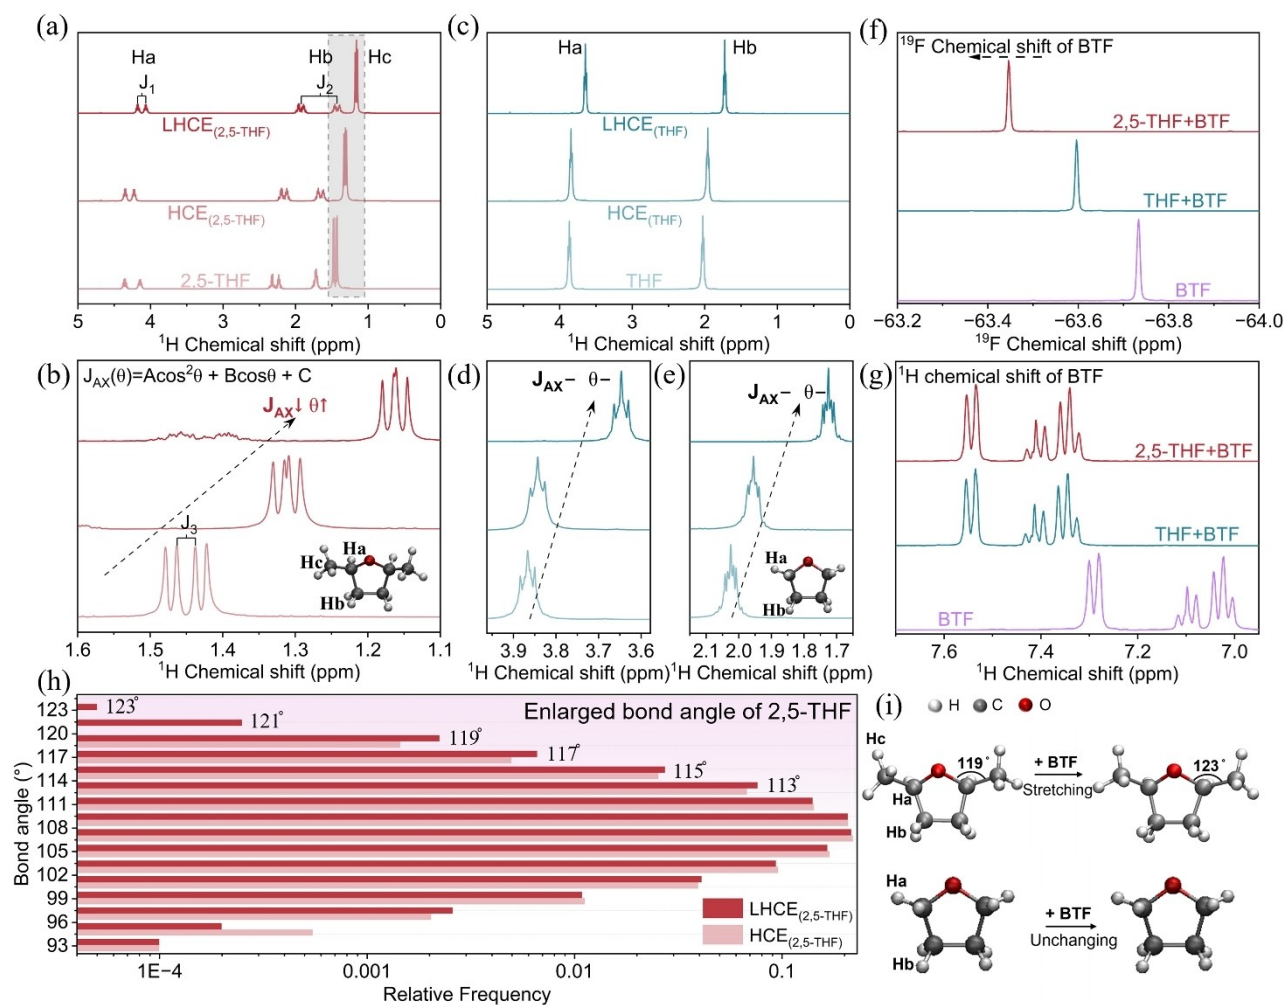 (a)
Ha
Hb
Hc
J1
J2
LHCE(2,5-THF)
HCE(2,5-THF)
2.5-THF
5 4 3 2 1 0
1H Chemical shift (ppm)
(c)
Ha
Hb
LHCE(THF)
HCE(THF)
THF
5 4 3 2 1 0
1H Chemical shift (ppm)
(f)
19F Chemical shift of BTF
2,5-THF+BTF
THF+BTF
BTF
−63.2 −63.4 −63.6 −63.8 −64.0
19F Chemical shift (ppm)
(b)
JAX(θ)=Acos2θ + Bcosθ + C
JAX↓ θ↑
J3
Ha
Hc
Hb
1.6 1.5 1.4 1.3 1.2 1.1
1H Chemical shift (ppm)
(d)
JAX− θ−
3.9 3.8 3.7 3.6
1H Chemical shift (ppm)
(e)
JAX− θ−
Ha
Hb
2.1 2.0 1.9 1.8 1.7
1H Chemical shift (ppm)
(g)
1H chemical shift of BTF
2,5-THF+BTF
THF+BTF
BTF
7.6 7.4 7.2 7.0
1H Chemical shift (ppm)
(h)
Enlarged bond angle of 2,5-THF
Bond angle (°)
123
120
117
114
111
108
105
102
99
96
93
123°
121°
119°
117°
115°
113°
LHCE(2,5-THF)
HCE(2,5-THF)
1E−4 0.001 0.01 0.1
Relative Frequency
(i)
H C O
Hc
Ha
Hb
119°
+ BTF
Stretching
123°
Ha
Hb
+ BTF
Unchanging